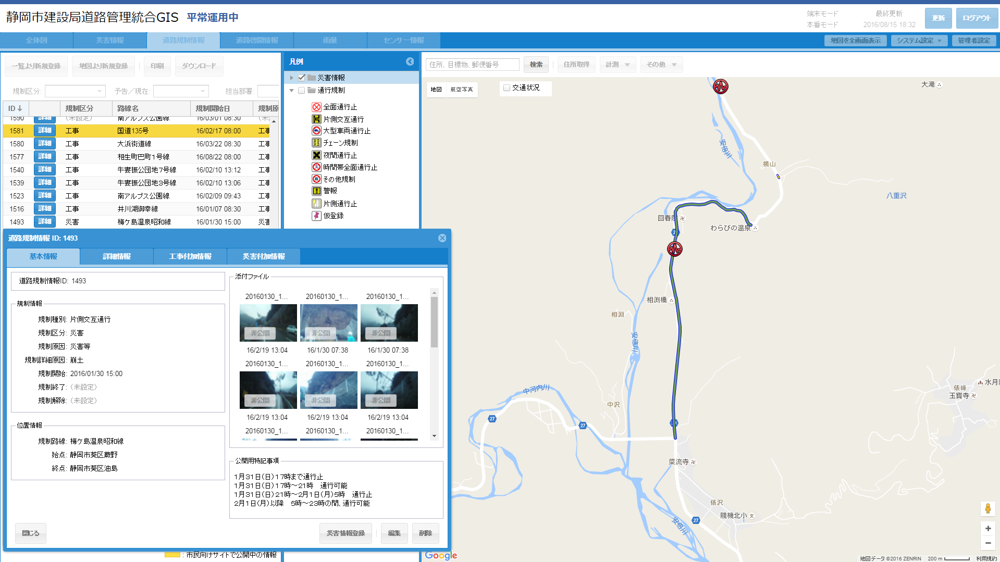 静岡市建設局道路管理統合GIS 平常運用中
端末モード
本番モード
最終更新
2016/08/15 18:32
更新 ログアウト
全体図 災害情報 道路規制情報 道路啓開情報 雨量 センサー情報
地図を全画面表示 システム設定 管理者設定
一覧より新規登録 地図より新規登録 印刷 ダウンロード
規制区分: 予告／現在: 担当部署:
ID 規制区分 路線名 規制開始日 規制原
1590 詳細 (未設定) 南アルプス公園線 16/03/01 08:30 (未
1581 詳細 工事 国道135号 16/02/17 08:00 工事
1580 詳細 工事 大浜街道線 16/03/22 08:30 工事
1577 詳細 工事 相生町巴町１号線 16/08/22 08:00 工事
1540 詳細 工事 牛妻振公団地７号線 16/02/10 13:12 工事
1539 詳細 工事 牛妻振公団地３号線 16/02/10 13:06 工事
1523 詳細 工事 南アルプス公園線 16/02/09 09:43 工事
1516 詳細 工事 井川湖御幸線 16/01/07 08:30 工事
1493 詳細 災害 梅ケ島温泉昭和線 16/01/30 15:00 災害
凡例
災害情報
通行規制
全面通行止
片側交互通行
大型車両通行止
チェーン規制
夜間通行止
時間帯全面通行止
その他規制
警報
片側通行止
仮登録
住所、目標物、郵便番号 検索 住所取得 計測 その他
地図 航空写真 交通状況
大滝
安倍川
横山
八重沢
回春院
わらびの温泉
相渕橋
相淵
安倍川
中河内川
中沢
27
27
俵峰
水月
玉寶寺
菜流寺
俵沢
賤機北小
安倍川
27
道路規制情報 ID: 1493
基本情報 詳細情報 工事付加情報 災害付加情報
道路規制情報ID: 1493
規制情報
規制種別: 片側交互通行
規制区分: 災害
規制原因: 災害等
規制詳細原因: 崩土
規制開始: 2016/01/30 15:00
規制終了: (未設定)
規制解除: (未設定)
位置情報
規制路線: 梅ケ島温泉昭和線
始点: 静岡市葵区蕨野
終点: 静岡市葵区油島
添付ファイル
20160130_1... 20160130_1... 20160130_1...
非公開 非公開 非公開
16/2/19 13:04 16/1/30 07:38 16/1/30 07:38
20160130_1... 20160130_1... 20160130_1...
非公開 非公開 非公開
16/2/19 13:04 16/2/19 13:04 16/2/19 13:04
20160130_1... 20160130_1... 20160130_1...
公開用特記事項
１月３１日（日）１７時まで通行止
１月３１日（日）１７時～２１時　通行可能
１月３１日（日）２１時～２月１日（月）５時　通行止
２月１日（月）以降　５時～２３時の間、通行可能
閉じる 災害情報登録 編集 削除
: 市民向けサイトで公開中の情報
Google
地図データ ©2016 ZENRIN 200 m 利用規約